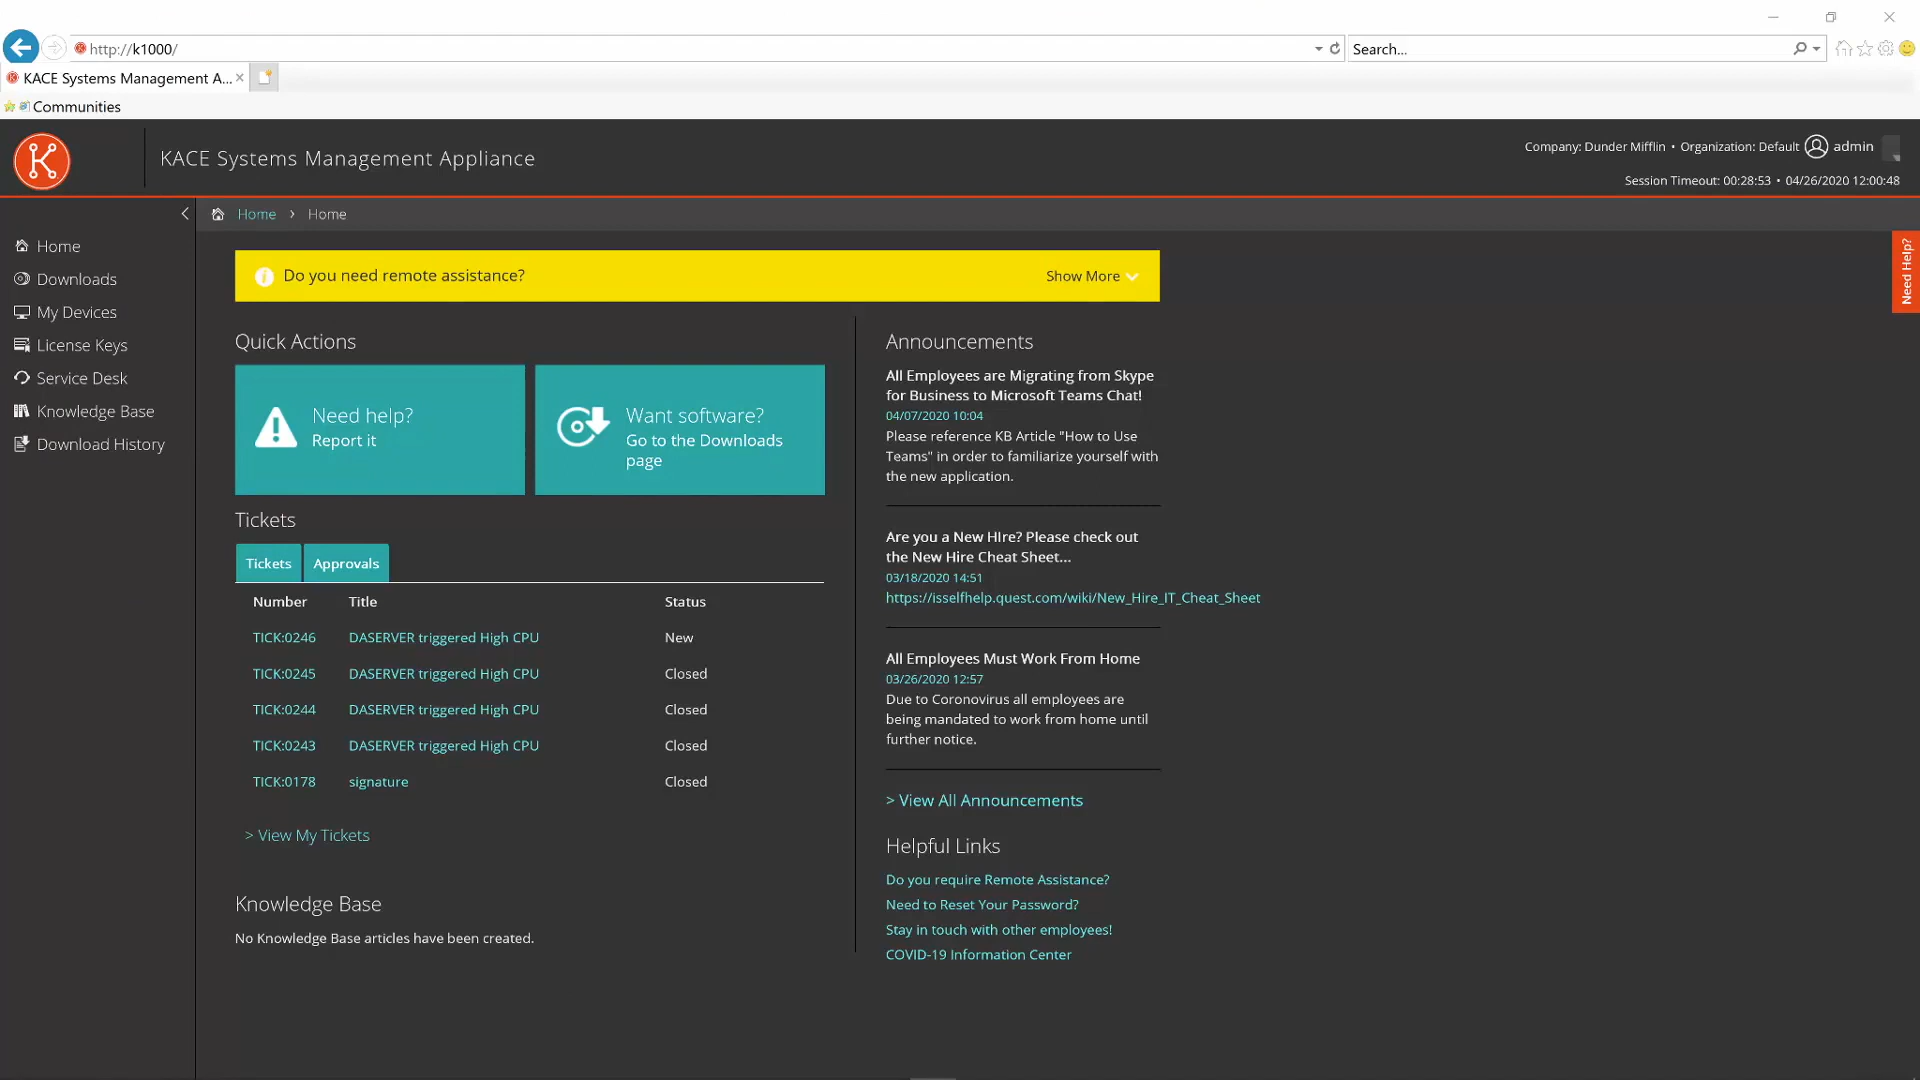 http://k1000/
Search...
KACE Systems Management A...
Communities
KACE Systems Management Appliance
Company: Dunder Mifflin • Organization: Default admin
Session Timeout: 00:28:53 • 04/26/2020 12:00:48
Home › Home
Home
Downloads
My Devices
License Keys
Service Desk
Knowledge Base
Download History
Do you need remote assistance?
Show More
Need Help?
Quick Actions
Need help?
Report it
Want software?
Go to the Downloads
page
Tickets
Tickets Approvals
Number Title Status
TICK:0246 DASERVER triggered High CPU New
TICK:0245 DASERVER triggered High CPU Closed
TICK:0244 DASERVER triggered High CPU Closed
TICK:0243 DASERVER triggered High CPU Closed
TICK:0178 signature Closed
> View My Tickets
Knowledge Base
No Knowledge Base articles have been created.
Announcements
All Employees are Migrating from Skype
for Business to Microsoft Teams Chat!
04/07/2020 10:04
Please reference KB Article "How to Use
Teams" in order to familiarize yourself with
the new application.
Are you a New HIre? Please check out
the New Hire Cheat Sheet...
03/18/2020 14:51
https://isselfhelp.quest.com/wiki/New_Hire_IT_Cheat_Sheet
All Employees Must Work From Home
03/26/2020 12:57
Due to Coronovirus all employees are
being mandated to work from home until
further notice.
> View All Announcements
Helpful Links
Do you require Remote Assistance?
Need to Reset Your Password?
Stay in touch with other employees!
COVID-19 Information Center